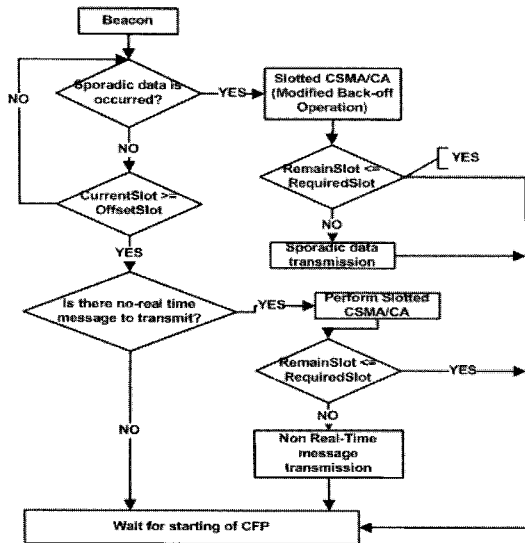 Beacon
Sporadic data is
occurred?
NO
YES
Slotted CSMA/CA
(Modified Back-off
Operation)
NO
RemainSlot <=
RequiredSlot
YES
CurrentSlot >=
OffsetSlot
NO
YES
Sporadic data
transmission
Is there no-real time
message to transmit?
YES
Perform Slotted
CSMA/CA
RemainSlot <=
RequiredSlot
YES
NO
NO
Non Real-Time
message
transmission
Wait for starting of CFP